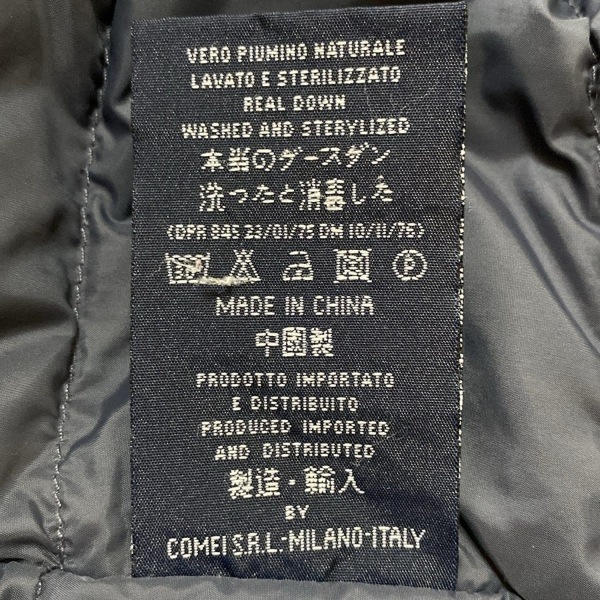 VERO PIUMINO NATURALE
LAVATO E STERILIZZATO
REAL DOWN
WASHED AND STERYLIZED
本当のゲースダン
洗ったと消毒した
(DPR 845 23/01/75 DM 10/11/76)
P
MADE IN CHINA
中國製
PRODOTTO IMPORTATO
E DISTRIBUITO
PRODUCED IMPORTED
AND DISTRIBUTED
製造・輸入
BY
COMEI S.R.L.-MILANO-ITALY